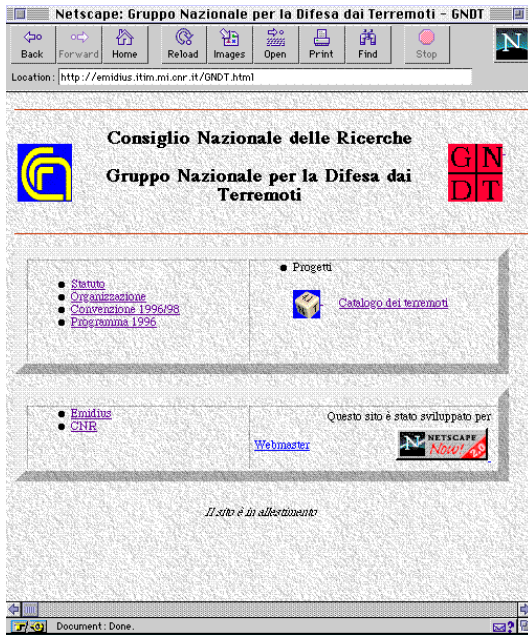 Netscape: Gruppo Nazionale per la Difesa dai Terremoti - GNDT
Back Forward Home Reload Images Open Print Find Stop
N
Location: http://emidius.itim.mi.cnr.it/GNDT.html
Consiglio Nazionale delle Ricerche
Gruppo Nazionale per la Difesa dai
Terremoti
G N
D T
Statuto
Organizzazione
Convenzione 1996/98
Programma 1996
Progetti
Catalogo dei terremoti
Emidius
CNR
Questo sito è stato sviluppato per
Webmaster
N NETSCAPE
Now! 2.0
Il sito è in allestimento
Document: Done.
?